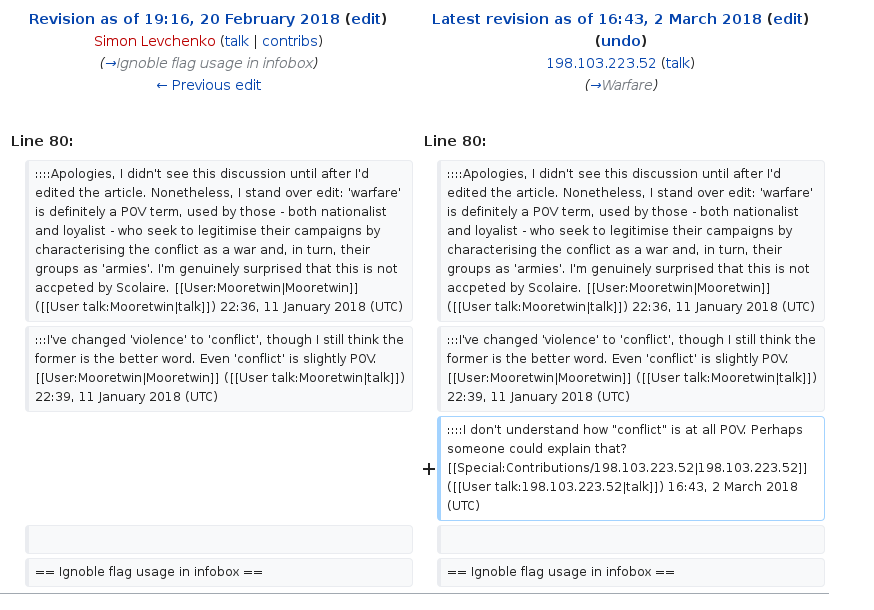 Revision as of 19:16, 20 February 2018 (edit)
Simon Levchenko (talk | contribs)
(→Ignoble flag usage in infobox)
← Previous edit
Latest revision as of 16:43, 2 March 2018 (edit)
(undo)
198.103.223.52 (talk)
(→Warfare)
Line 80:
Line 80:
::::Apologies, I didn't see this discussion until after I'd
edited the article. Nonetheless, I stand over edit: 'warfare'
is definitely a POV term, used by those - both nationalist
and loyalist - who seek to legitimise their campaigns by
characterising the conflict as a war and, in turn, their
groups as 'armies'. I'm genuinely surprised that this is not
accpeted by Scolaire. [[User:Mooretwin|Mooretwin]]
([[User talk:Mooretwin|talk]]) 22:36, 11 January 2018 (UTC)
::::Apologies, I didn't see this discussion until after I'd
edited the article. Nonetheless, I stand over edit: 'warfare'
is definitely a POV term, used by those - both nationalist
and loyalist - who seek to legitimise their campaigns by
characterising the conflict as a war and, in turn, their
groups as 'armies'. I'm genuinely surprised that this is not
accpeted by Scolaire. [[User:Mooretwin|Mooretwin]]
([[User talk:Mooretwin|talk]]) 22:36, 11 January 2018 (UTC)
:::I've changed 'violence' to 'conflict', though I still think the
former is the better word. Even 'conflict' is slightly POV.
[[User:Mooretwin|Mooretwin]] ([[User talk:Mooretwin|talk]])
22:39, 11 January 2018 (UTC)
:::I've changed 'violence' to 'conflict', though I still think the
former is the better word. Even 'conflict' is slightly POV.
[[User:Mooretwin|Mooretwin]] ([[User talk:Mooretwin|talk]])
22:39, 11 January 2018 (UTC)
+
::::I don't understand how "conflict" is at all POV. Perhaps
someone could explain that?
[[Special:Contributions/198.103.223.52|198.103.223.52]]
([[User talk:198.103.223.52|talk]]) 16:43, 2 March 2018
(UTC)
== Ignoble flag usage in infobox ==
== Ignoble flag usage in infobox ==